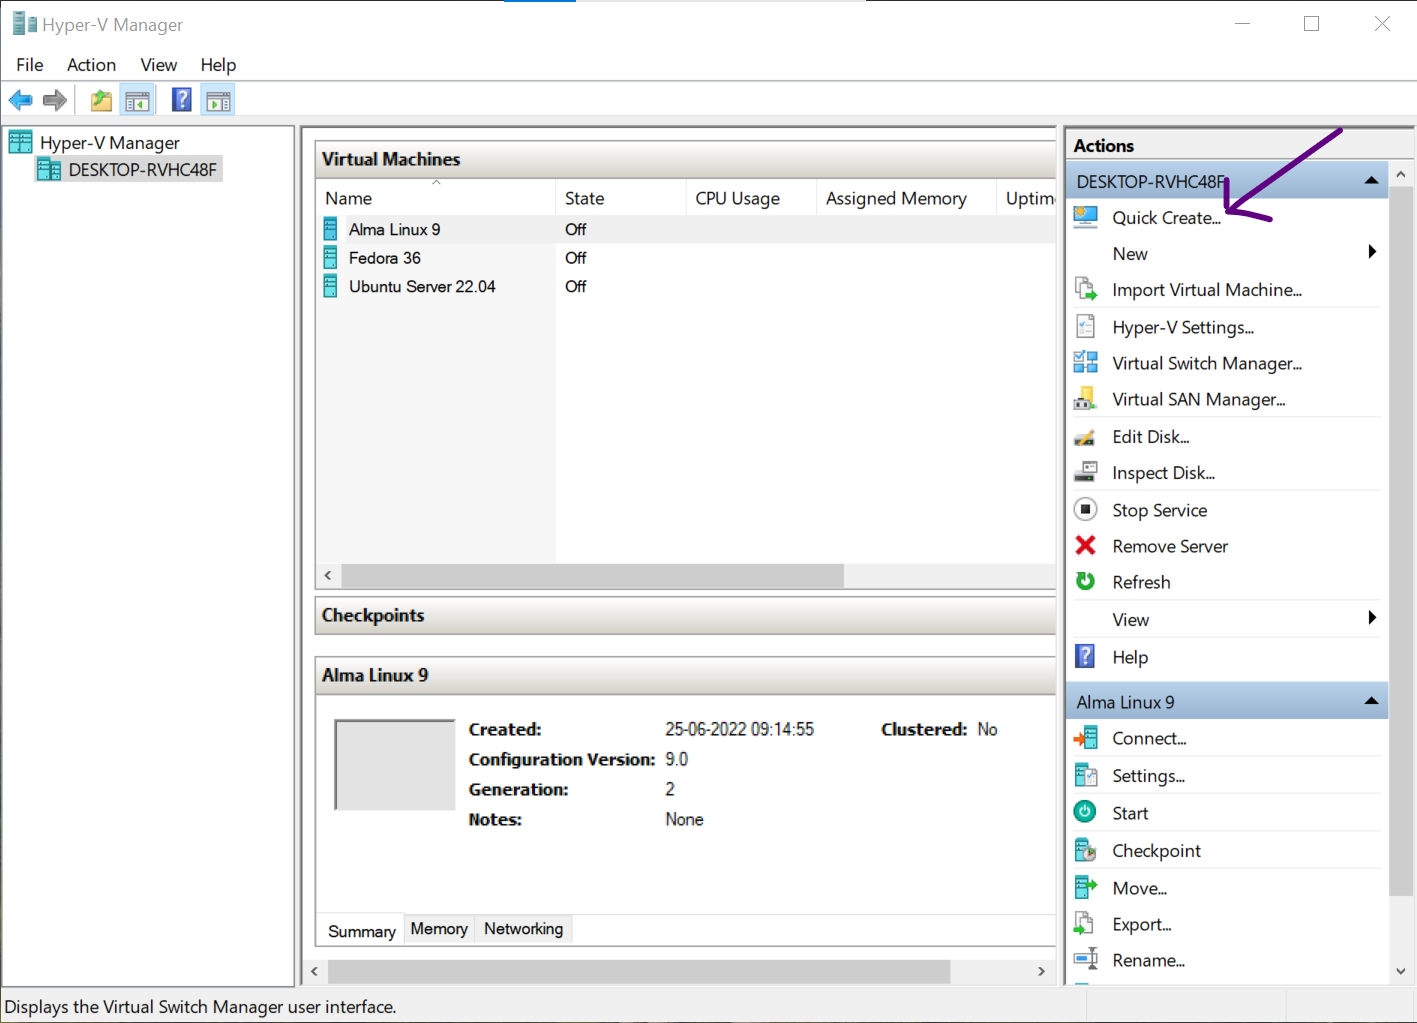 Hyper-V Manager
File Action View Help
Hyper-V Manager
DESKTOP-RVHC48F
Virtual Machines
Name State CPU Usage Assigned Memory Uptim
Alma Linux 9 Off
Fedora 36 Off
Ubuntu Server 22.04 Off
Checkpoints
Alma Linux 9
Created: 25-06-2022 09:14:55 Clustered: No
Configuration Version: 9.0
Generation: 2
Notes: None
Summary Memory Networking
Actions
DESKTOP-RVHC48F
Quick Create...
New
Import Virtual Machine...
Hyper-V Settings...
Virtual Switch Manager...
Virtual SAN Manager...
Edit Disk...
Inspect Disk...
Stop Service
Remove Server
Refresh
View
Help
Alma Linux 9
Connect...
Settings...
Start
Checkpoint
Move...
Export...
Rename...
Displays the Virtual Switch Manager user interface.